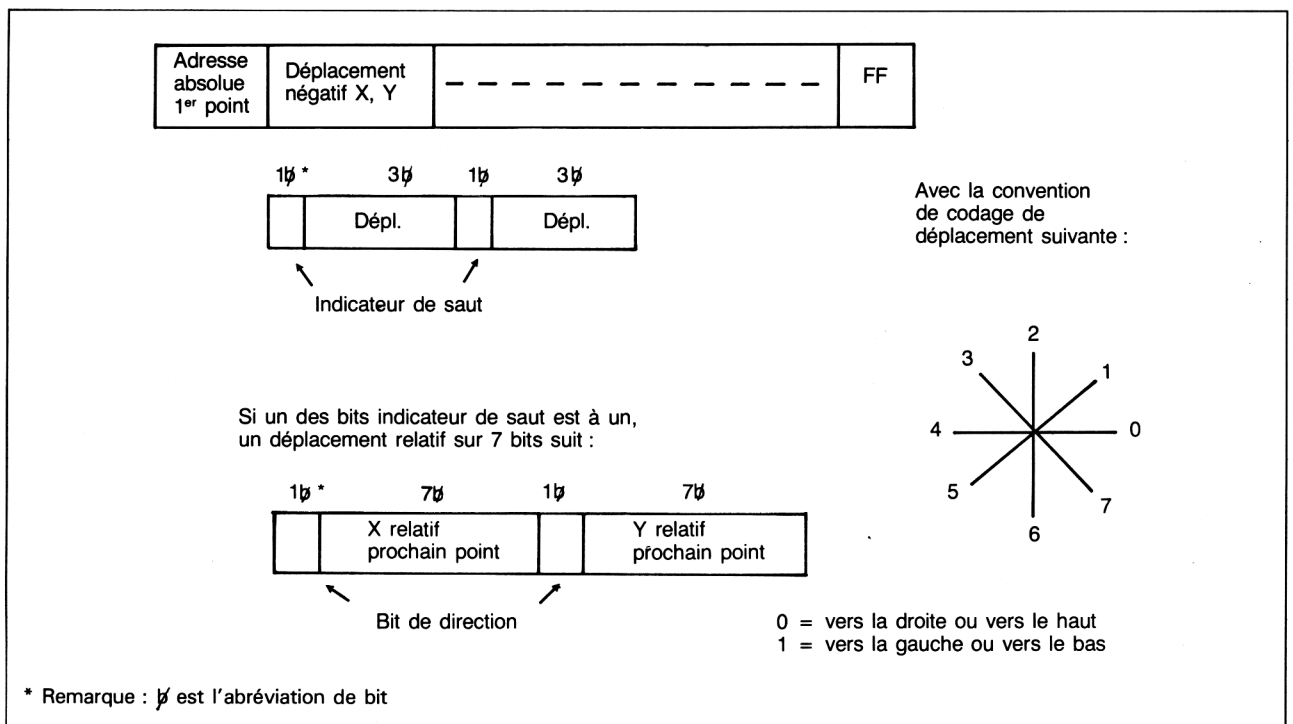 Adresse
absolue
1er point
Déplacement
négatif X, Y
FF
1b̸ * 3b̸ 1b̸ 3b̸
Dépl. Dépl.
Indicateur de saut
Avec la convention
de codage de
déplacement suivante :
2
3
1
4
0
5
7
6
Si un des bits indicateur de saut est à un,
un déplacement relatif sur 7 bits suit :
1b̸ * 7b̸ 1b̸ 7b̸
X relatif
prochain point
Y relatif
prochain point
Bit de direction
0 = vers la droite ou vers le haut
1 = vers la gauche ou vers le bas
* Remarque : b̸ est l'abréviation de bit